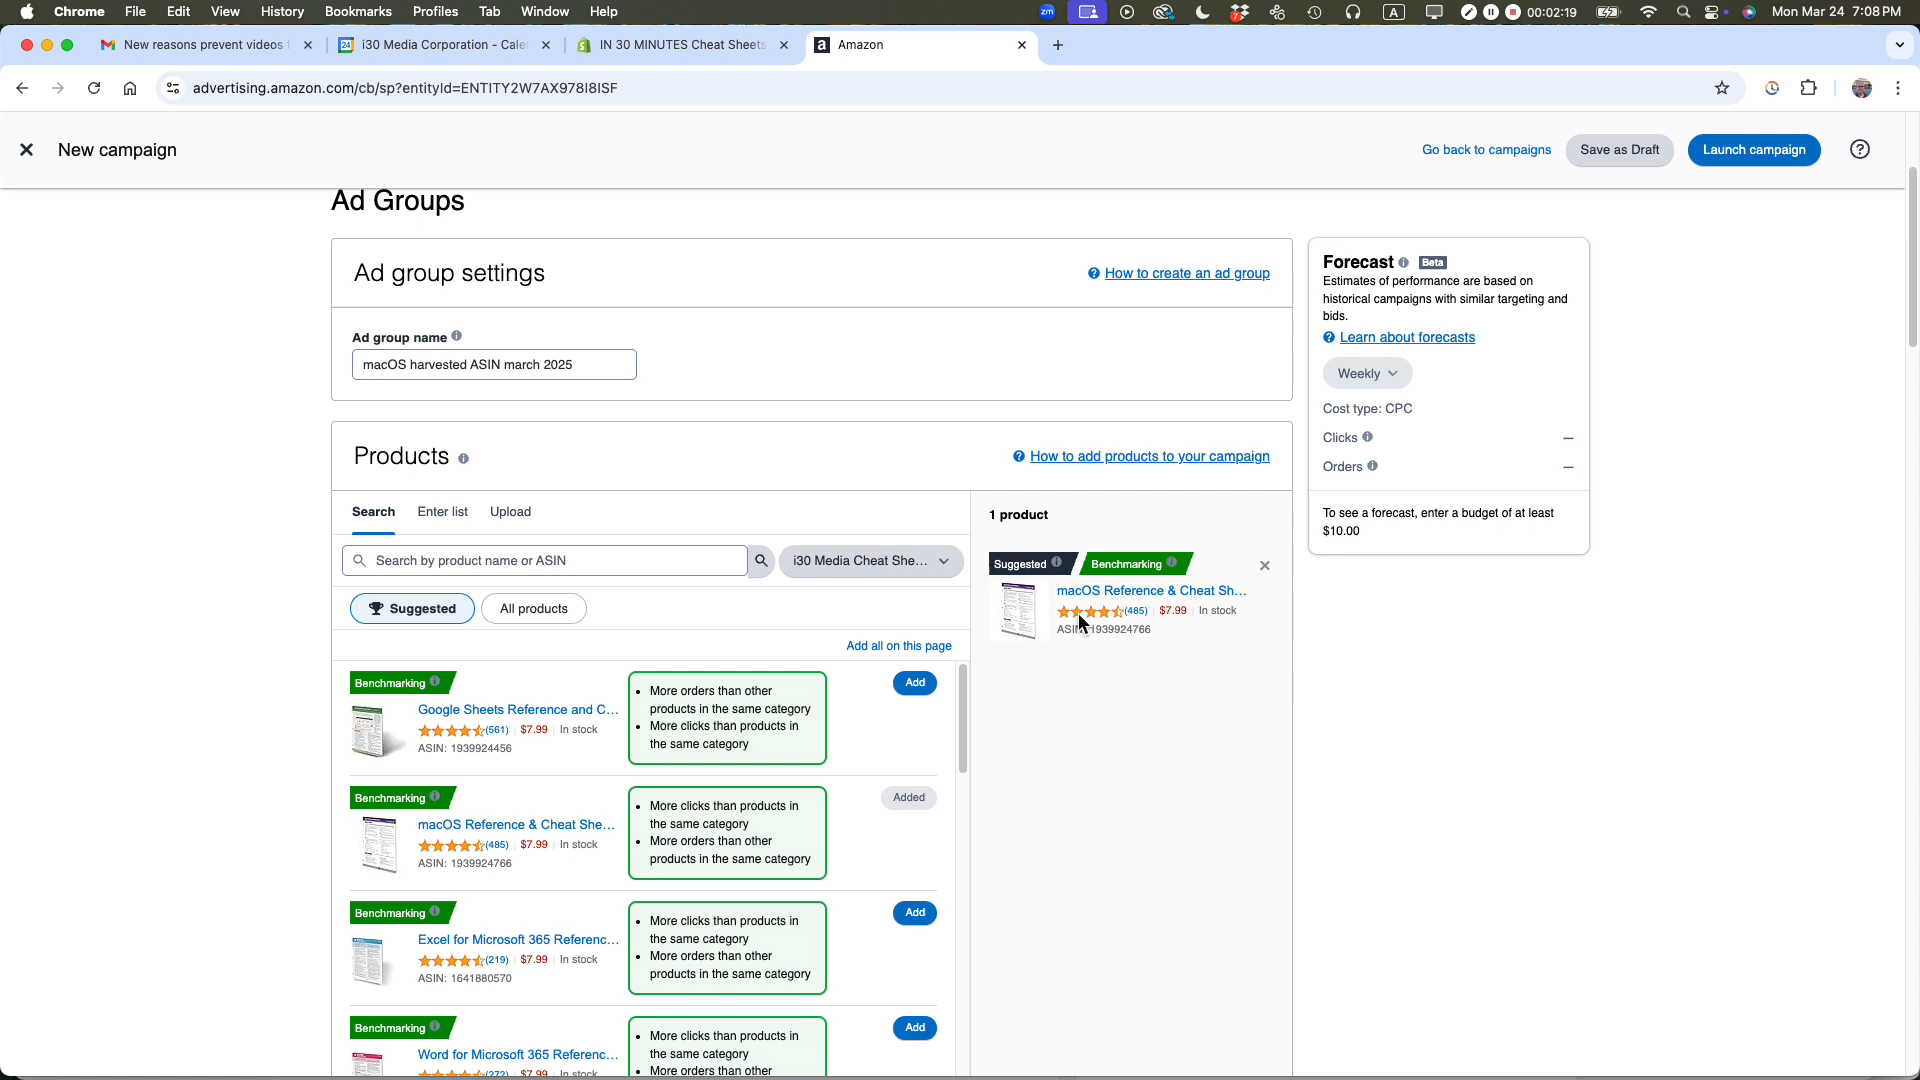 Chrome File Edit View History Bookmarks Profiles Tab Window Help
zm 7 A 00:02:19 Mon Mar 24 7:08 PM
New reasons prevent videos
24 i30 Media Corporation - Cale
IN 30 MINUTES Cheat Sheets
a Amazon
advertising.amazon.com/cb/sp?entityId=ENTITY2W7AX978I8ISF
New campaign
Go back to campaigns
Save as Draft
Launch campaign
?
Ad Groups
Ad group settings
How to create an ad group
Ad group name
macOS harvested ASIN march 2025
Products
How to add products to your campaign
Search Enter list Upload
Search by product name or ASIN
i30 Media Cheat She...
Suggested
All products
Add all on this page
Benchmarking
Google Sheets Reference and C...
(561) $7.99 In stock
ASIN: 1939924456
More orders than other
products in the same category
More clicks than products in
the same category
Add
Benchmarking
macOS Reference & Cheat She...
(485) $7.99 In stock
ASIN: 1939924766
More clicks than products in
the same category
More orders than other
products in the same category
Added
Benchmarking
Excel for Microsoft 365 Referenc...
(219) $7.99 In stock
ASIN: 1641880570
More clicks than products in
the same category
More orders than other
products in the same category
Add
Benchmarking
Word for Microsoft 365 Referenc...
(272) $7.99 In stock
More clicks than products in
the same category
More orders than other
Add
1 product
Suggested Benchmarking
macOS Reference & Cheat Sh...
(485) $7.99 In stock
1939924766
Forecast Beta
Estimates of performance are based on
historical campaigns with similar targeting and
bids.
Learn about forecasts
Weekly
Cost type: CPC
Clicks –
Orders –
To see a forecast, enter a budget of at least
$10.00